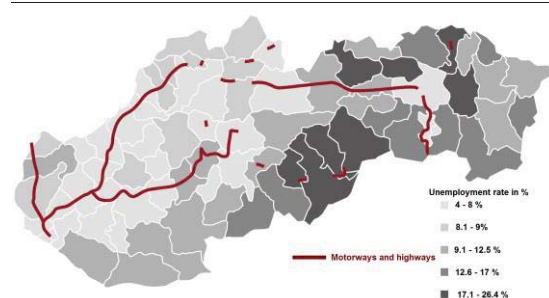 Unemployment rate in %
4 - 8 %
8.1 - 9%
9.1 - 12.5 %
12.6 - 17 %
17.1 - 26.4 %
Motorways and highways